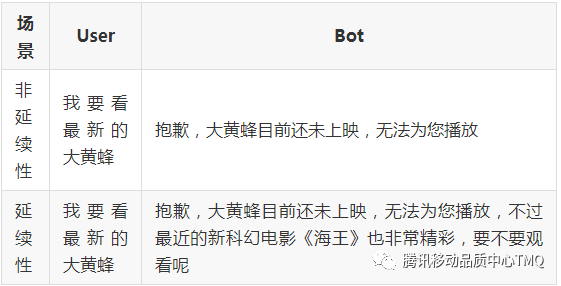 场
景
User
Bot
非
延
续
性
我要看
最新的
大黄蜂
抱歉，大黄蜂目前还未上映，无法为您播放
延
续
性
我要看
最新的
大黄蜂
抱歉，大黄蜂目前还未上映，无法为您播放，不过
最近的新科幻电影《海王》也非常精彩，要不要观
看呢
腾讯移动品质中心TMQ